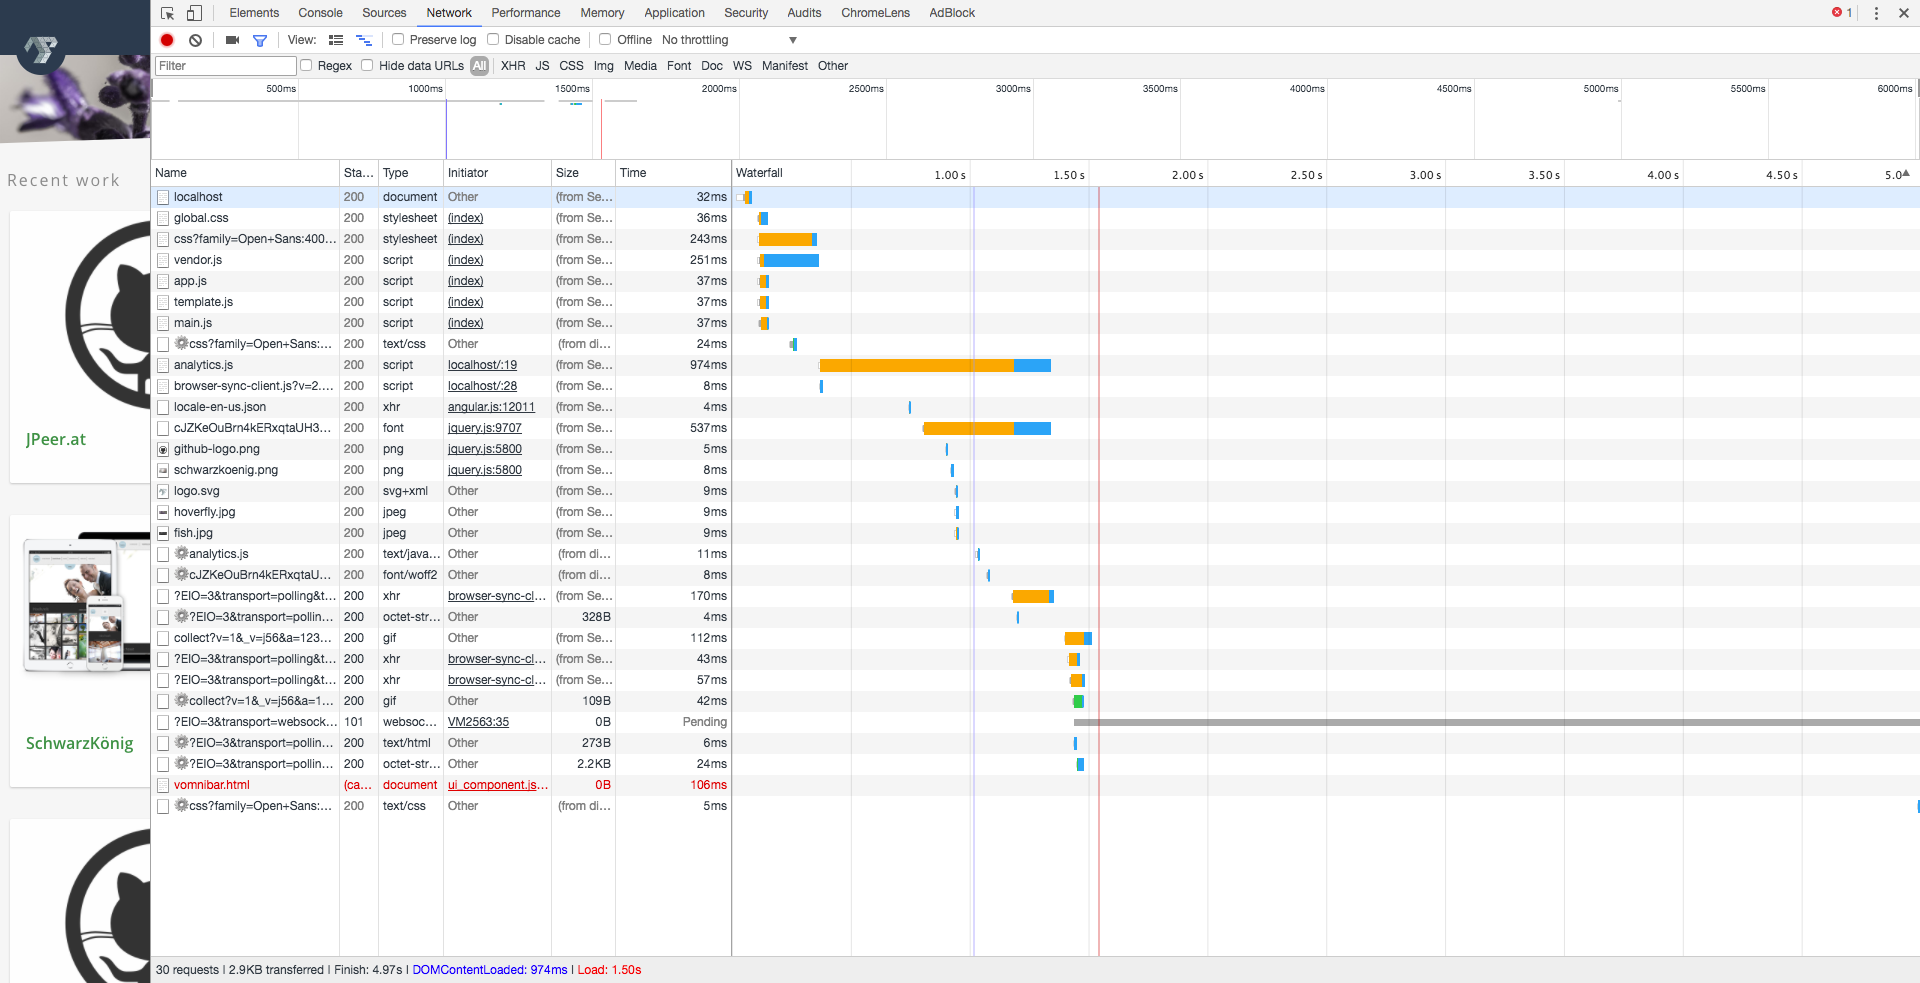 Elements Console Sources Network Performance Memory Application Security Audits ChromeLens AdBlock 1
View: Preserve log Disable cache Offline No throttling
Filter Regex Hide data URLs All XHR JS CSS Img Media Font Doc WS Manifest Other
500ms 1000ms 1500ms 2000ms 2500ms 3000ms 3500ms 4000ms 4500ms 5000ms 5500ms 6000ms
Name Sta... Type Initiator Size Time Waterfall 1.00 s 1.50 s 2.00 s 2.50 s 3.00 s 3.50 s 4.00 s 4.50 s 5.0
localhost 200 document Other (from Se... 32ms
global.css 200 stylesheet (index) (from Se... 36ms
css?family=Open+Sans:400... 200 stylesheet (index) (from Se... 243ms
vendor.js 200 script (index) (from Se... 251ms
app.js 200 script (index) (from Se... 37ms
template.js 200 script (index) (from Se... 37ms
main.js 200 script (index) (from Se... 37ms
css?family=Open+Sans:... 200 text/css Other (from di... 24ms
analytics.js 200 script localhost/:19 (from Se... 974ms
browser-sync-client.js?v=2.... 200 script localhost/:28 (from Se... 8ms
locale-en-us.json 200 xhr angular.js:12011 (from Se... 4ms
cJZKeOuBrn4kERxqtaUH3... 200 font jquery.js:9707 (from Se... 537ms
github-logo.png 200 png jquery.js:5800 (from Se... 5ms
schwarzkoenig.png 200 png jquery.js:5800 (from Se... 8ms
logo.svg 200 svg+xml Other (from Se... 9ms
hoverfly.jpg 200 jpeg Other (from Se... 9ms
fish.jpg 200 jpeg Other (from Se... 9ms
analytics.js 200 text/java... Other (from di... 11ms
cJZKeOuBrn4kERxqtaU... 200 font/woff2 Other (from di... 8ms
?EIO=3&transport=polling&t... 200 xhr browser-sync-cl... (from Se... 170ms
?EIO=3&transport=pollin... 200 octet-str... Other 328B 4ms
collect?v=1&_v=j56&a=123... 200 gif Other (from Se... 112ms
?EIO=3&transport=polling&t... 200 xhr browser-sync-cl... (from Se... 43ms
?EIO=3&transport=polling&t... 200 xhr browser-sync-cl... (from Se... 57ms
collect?v=1&_v=j56&a=1... 200 gif Other 109B 42ms
?EIO=3&transport=websock... 101 websoc... VM2563:35 0B Pending
?EIO=3&transport=pollin... 200 text/html Other 273B 6ms
?EIO=3&transport=pollin... 200 octet-str... Other 2.2KB 24ms
vomnibar.html (ca... document ui_component.js... 0B 106ms
css?family=Open+Sans:... 200 text/css Other (from di... 5ms
30 requests | 2.9KB transferred | Finish: 4.97s | DOMContentLoaded: 974ms | Load: 1.50s
Recent work
JPeer.at
SchwarzKönig